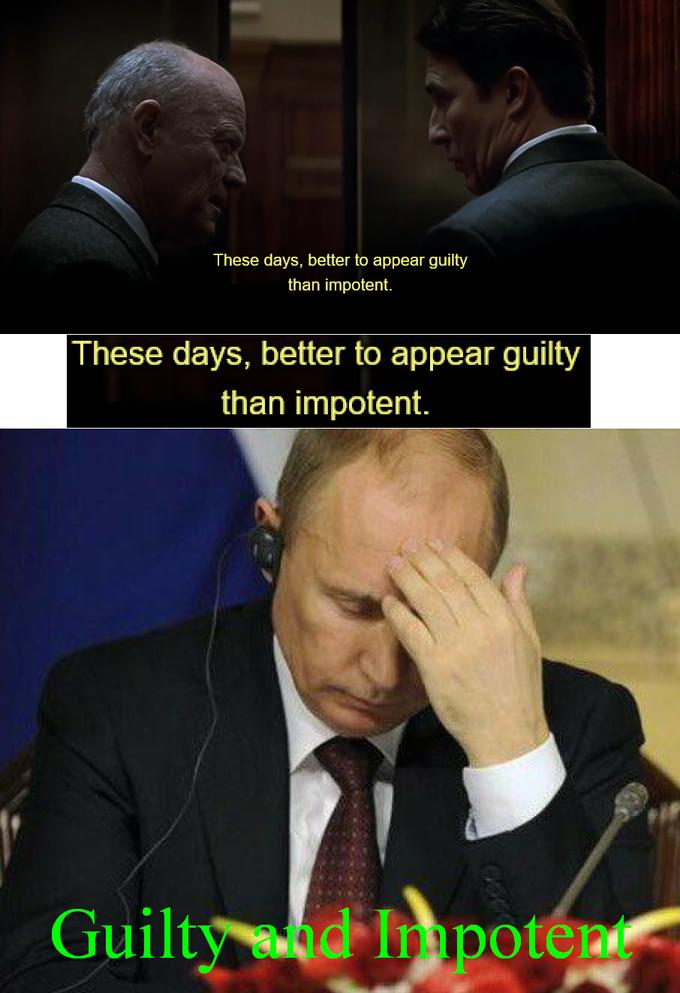 These days, better to appear guilty
than impotent.
These days, better to appear guilty
than impotent.
Guilty and Impotent